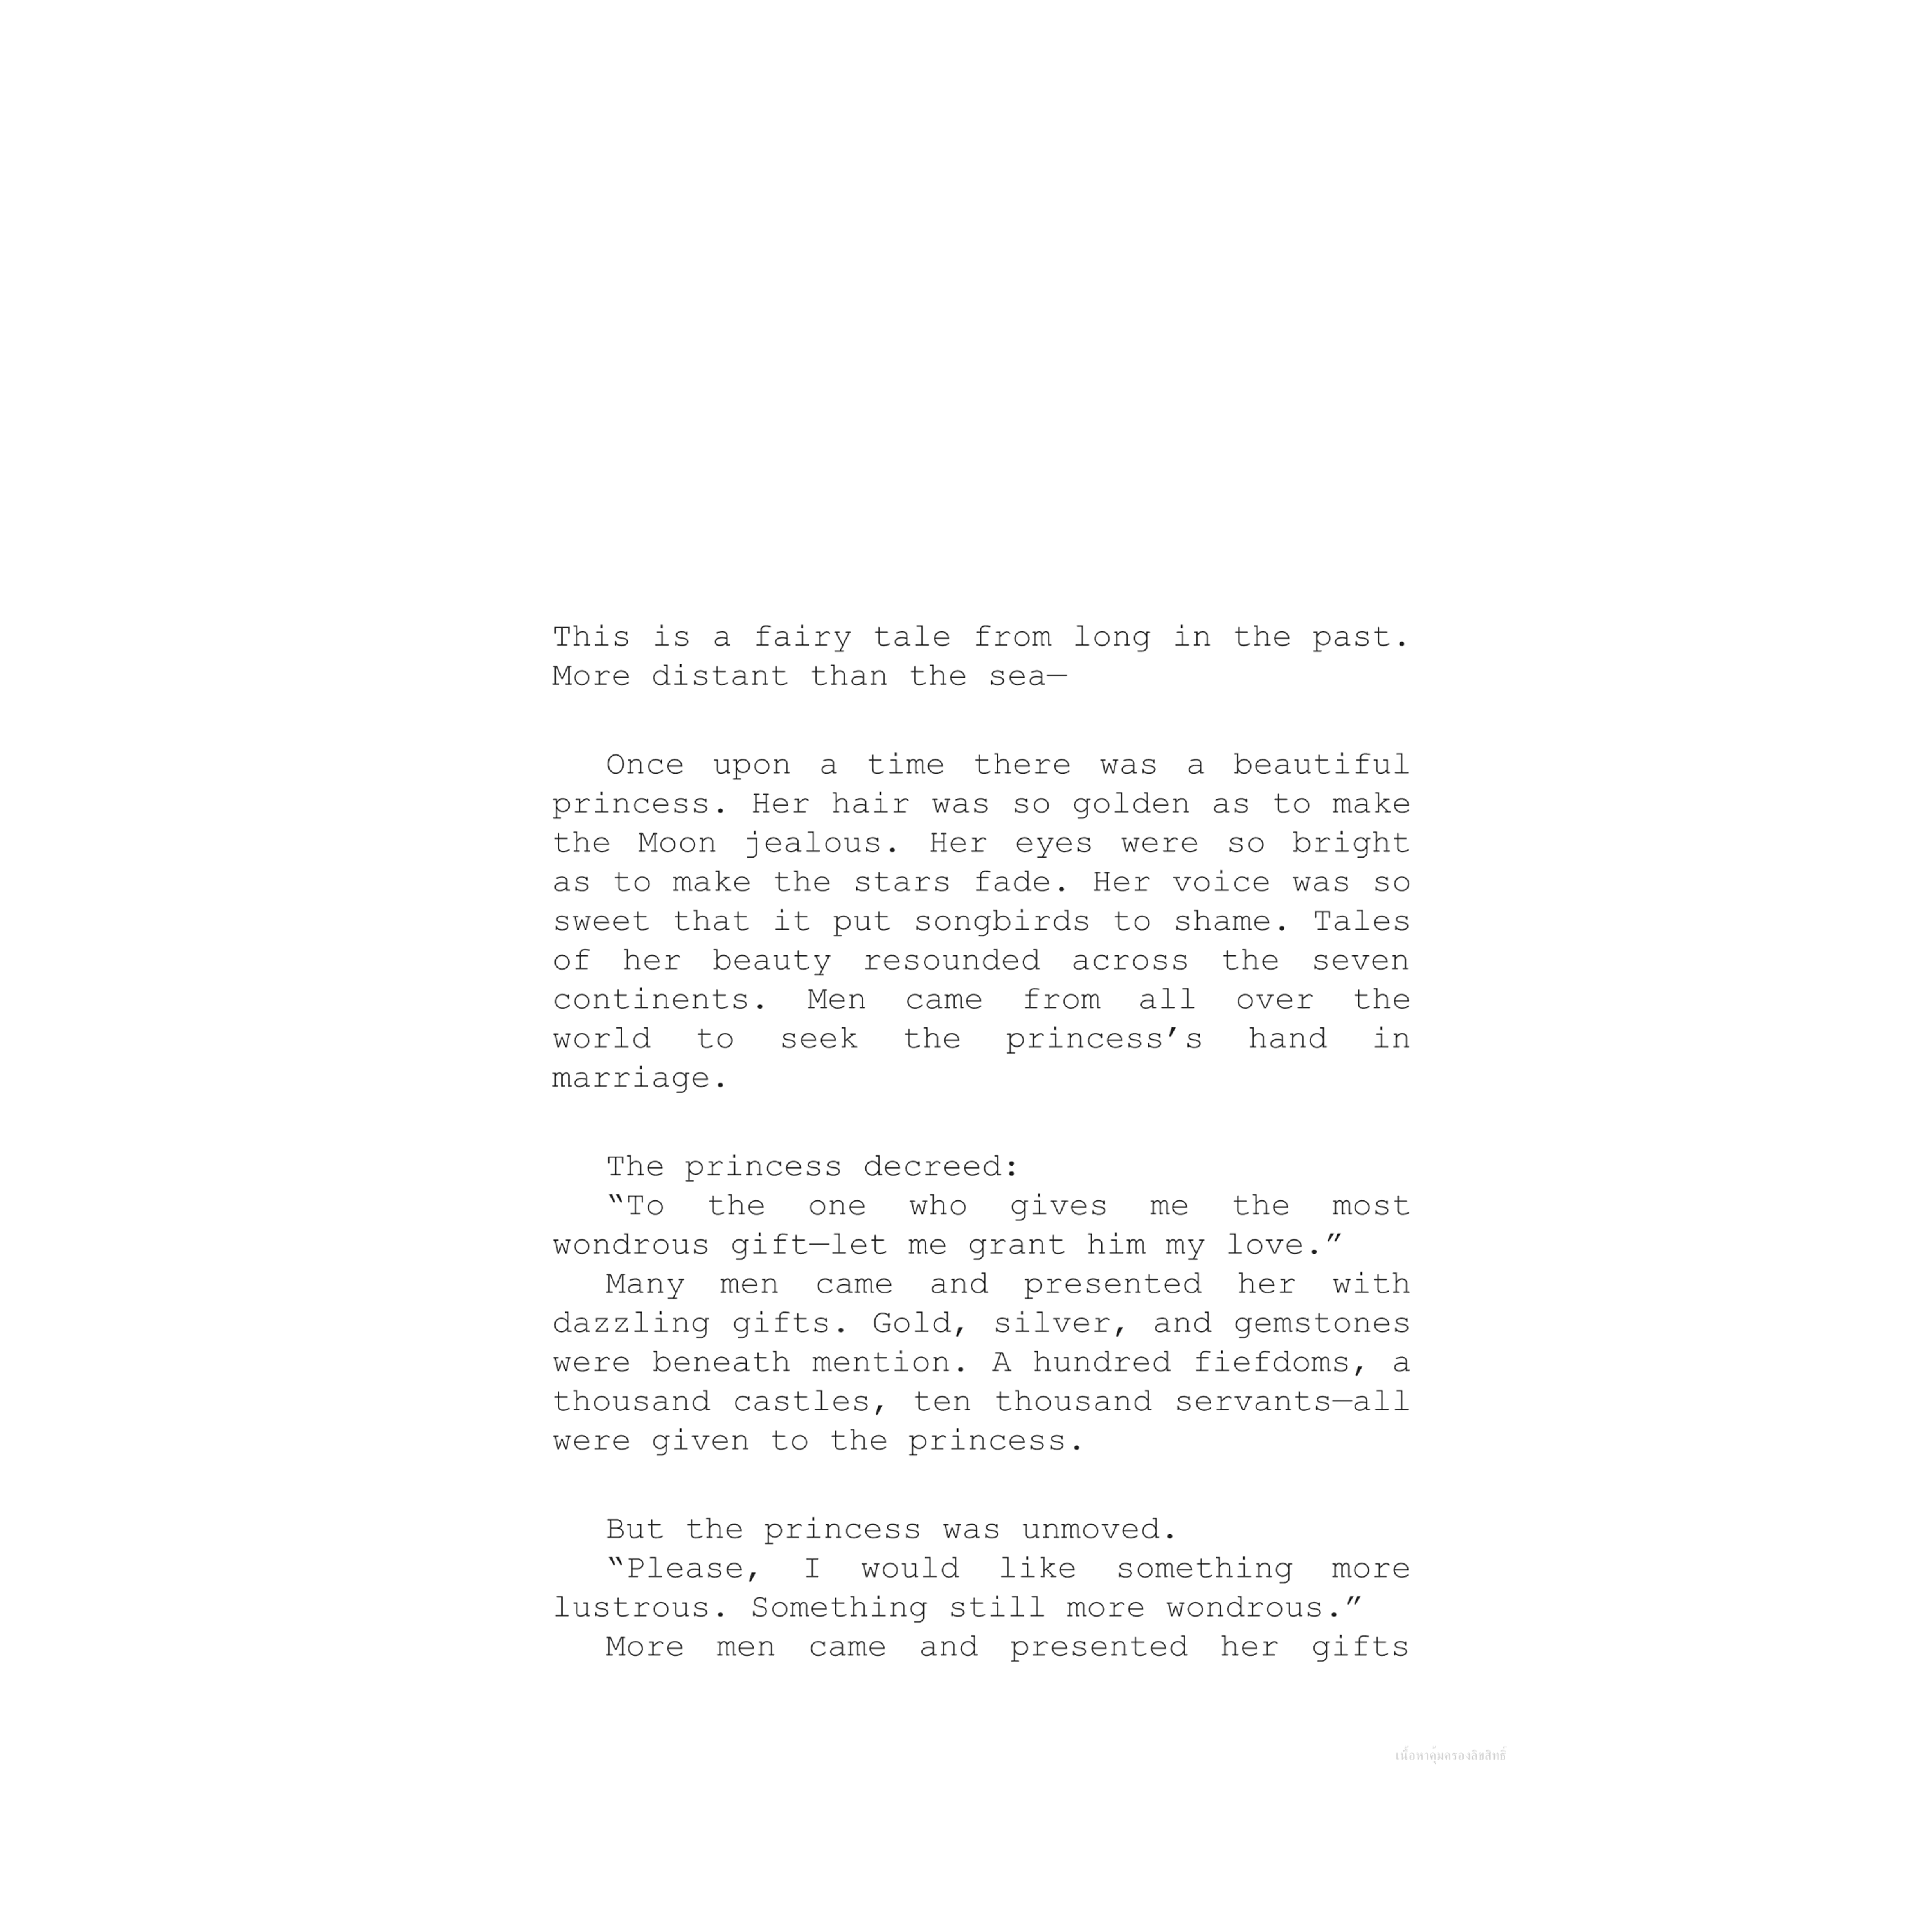 This is a fairy tale from long in the past.
More distant than the sea—
Once upon a time there was a beautiful
princess. Her hair was so golden as to make
the Moon jealous. Her eyes were so bright
as to make the stars fade. Her voice was so
sweet that it put songbirds to shame. Tales
of her beauty resounded across the seven
continents. Men came from all over the
world to seek the princess’s hand in
marriage.
The princess decreed:
“To the one who gives me the most
wondrous gift—let me grant him my love.”
Many men came and presented her with
dazzling gifts. Gold, silver, and gemstones
were beneath mention. A hundred fiefdoms, a
thousand castles, ten thousand servants—all
were given to the princess.
But the princess was unmoved.
“Please, I would like something more
lustrous. Something still more wondrous.”
More men came and presented her gifts
เนื้อหาคุ้มครองลิขสิทธิ์